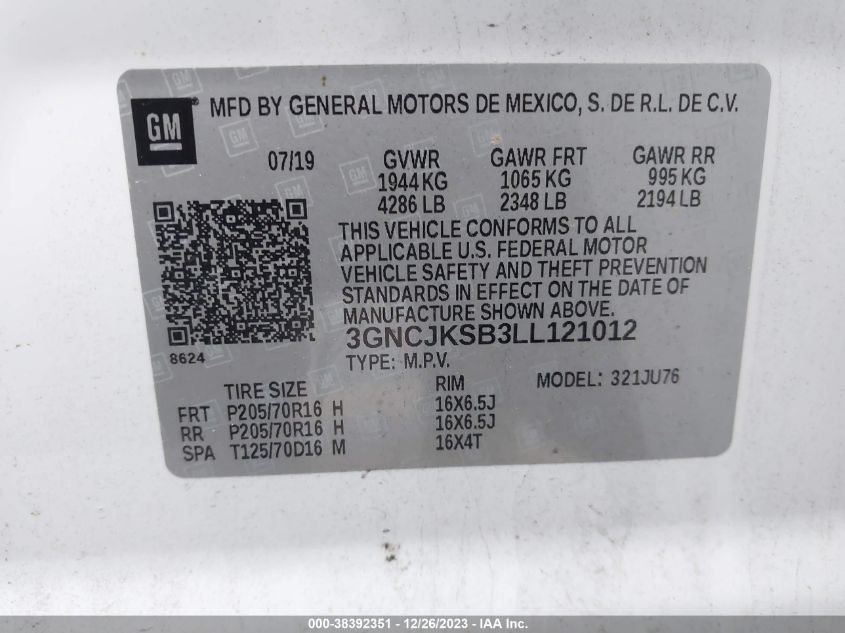 GM MFD BY GENERAL MOTORS DE MEXICO, S. DE R.L. DE C.V.
07/19 GVWR GAWR FRT GAWR RR
1944 KG 1065 KG 995 KG
4286 LB 2348 LB 2194 LB
THIS VEHICLE CONFORMS TO ALL
APPLICABLE U.S. FEDERAL MOTOR
VEHICLE SAFETY AND THEFT PREVENTION
STANDARDS IN EFFECT ON THE DATE OF
MANUFACTURE SHOWN ABOVE.
3GNCJKSB3LL121012
8624 TYPE: M.P.V.
TIRE SIZE RIM MODEL: 321JU76
FRT P205/70R16 H 16X6.5J
RR P205/70R16 H 16X6.5J
SPA T125/70D16 M 16X4T
000-38392351 - 12/26/2023 - IAA Inc.